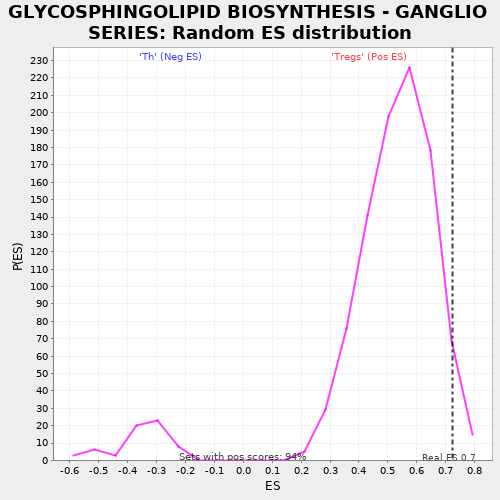 GLYCOSPHINGOLIPID BIOSYNTHESIS - GANGLIO
SERIES: Random ES distribution
'Th' (Neg ES)
'Tregs' (Pos ES)
230
220
210
200
190
180
170
160
150
140
130
120
110
100
90
80
70
60
50
40
30
20
10
0
P(ES)
Sets with pos scores: 94%
Real ES 0.7
-0.6 -0.5 -0.4 -0.3 -0.2 -0.1 0.0 0.1 0.2 0.3 0.4 0.5 0.6 0.7 0.8
ES